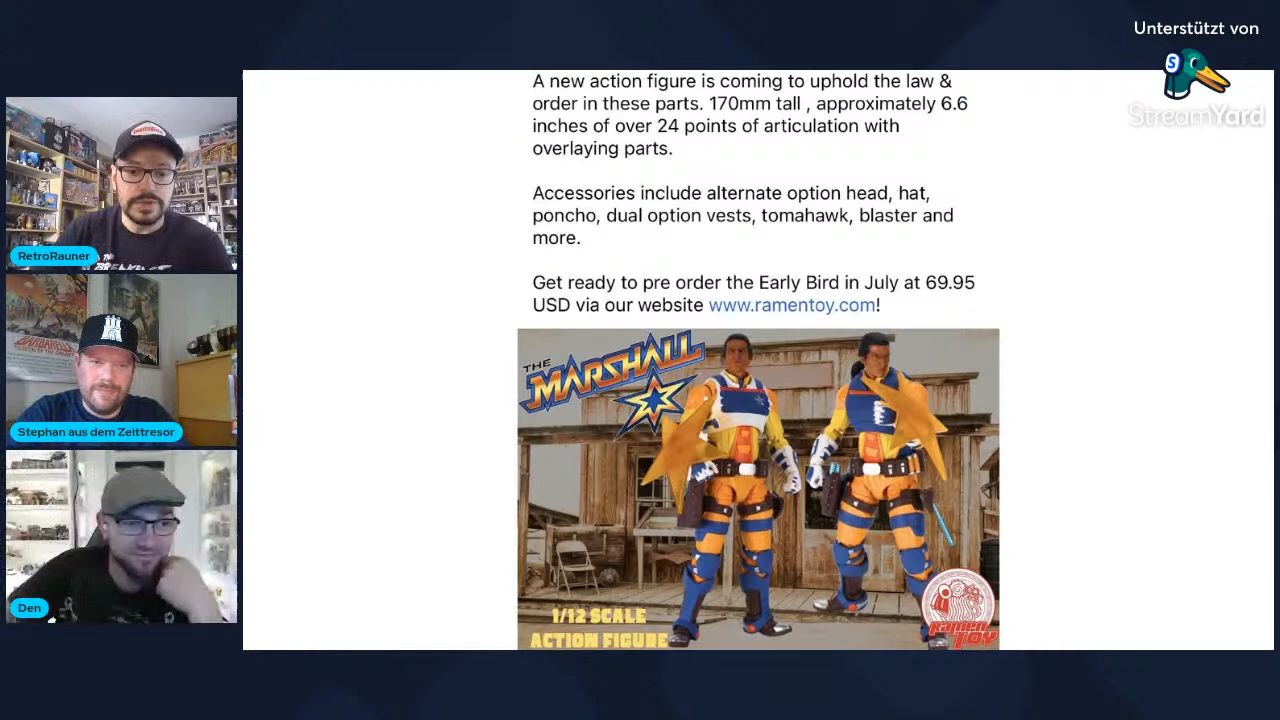 Unterstützt von
StreamYard
A new action figure is coming to uphold the law &
order in these parts. 170mm tall , approximately 6.6
inches of over 24 points of articulation with
overlaying parts.
Accessories include alternate option head, hat,
poncho, dual option vests, tomahawk, blaster and
more.
Get ready to pre order the Early Bird in July at 69.95
USD via our website www.ramentoy.com!
THE
MARSHALL
1/12 SCALE
ACTION FIGURE
RAMEN
TOY
RetroRauner
Stephan aus dem Zeittresor
Den